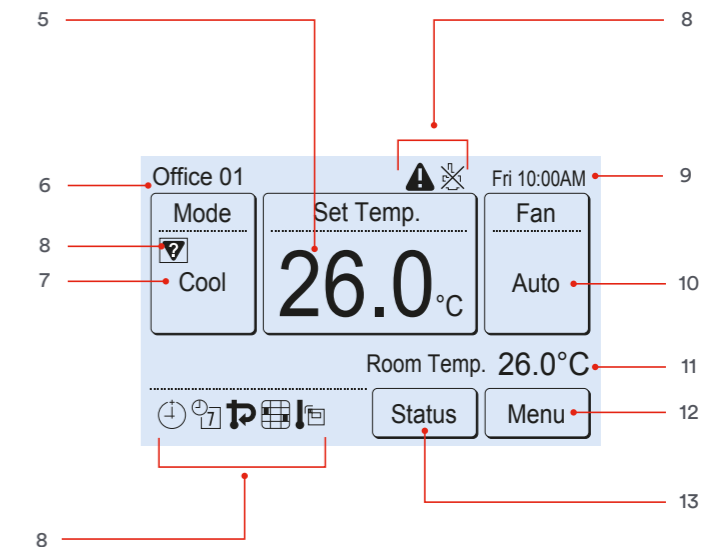 5
8
6
Office 01
Fri 10:00AM
9
Mode
Set Temp.
Fan
8
?
7
Cool
26.0°C
Auto
10
Room Temp. 26.0°C
11
7
Status
Menu
12
13
8